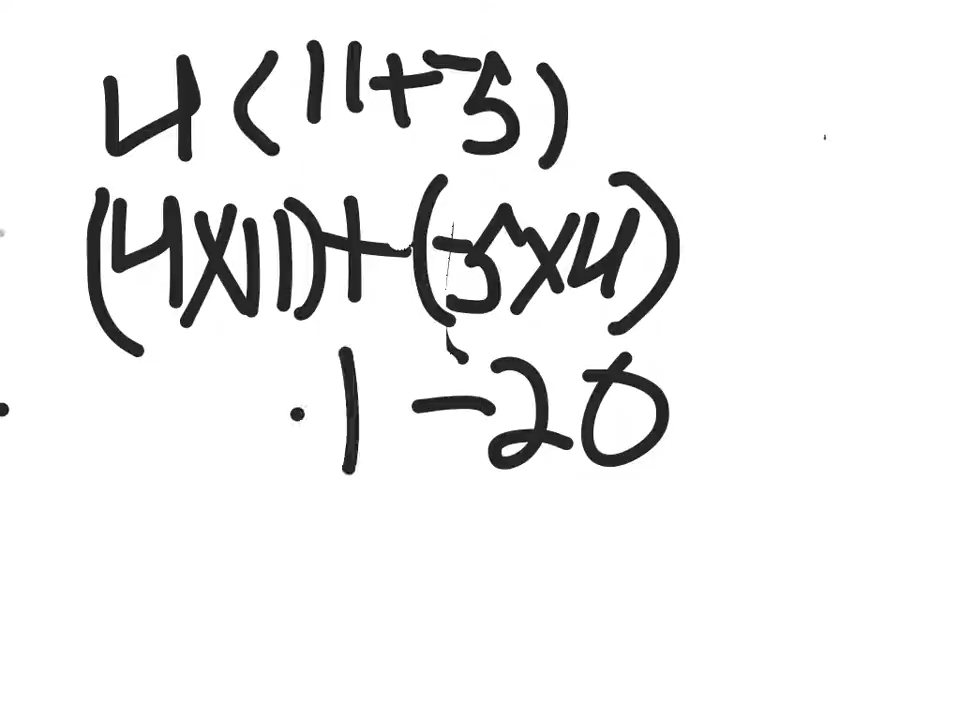 4(11+-5)
(4x11)+(-5x4)
. 1 -20